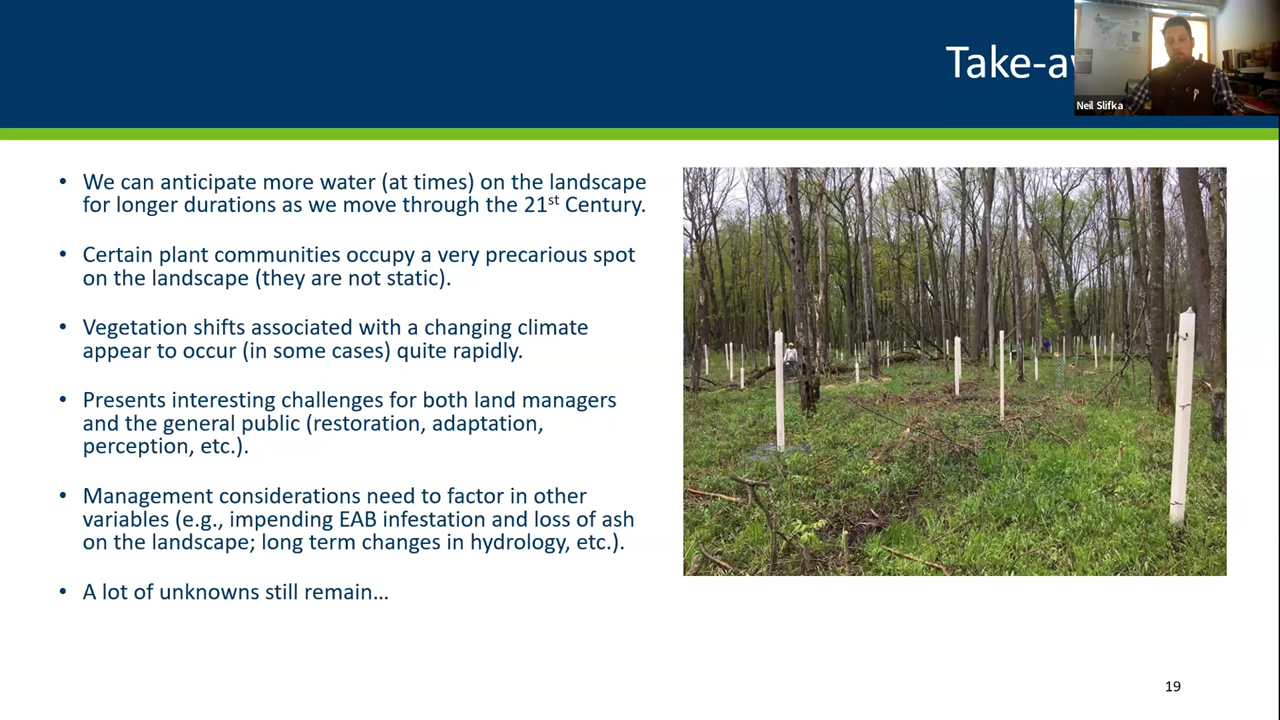 Take-a
Neil Slifka
• We can anticipate more water (at times) on the landscape
for longer durations as we move through the 21st Century.
• Certain plant communities occupy a very precarious spot
on the landscape (they are not static).
• Vegetation shifts associated with a changing climate
appear to occur (in some cases) quite rapidly.
• Presents interesting challenges for both land managers
and the general public (restoration, adaptation,
perception, etc.).
• Management considerations need to factor in other
variables (e.g., impending EAB infestation and loss of ash
on the landscape; long term changes in hydrology, etc.).
• A lot of unknowns still remain…
19